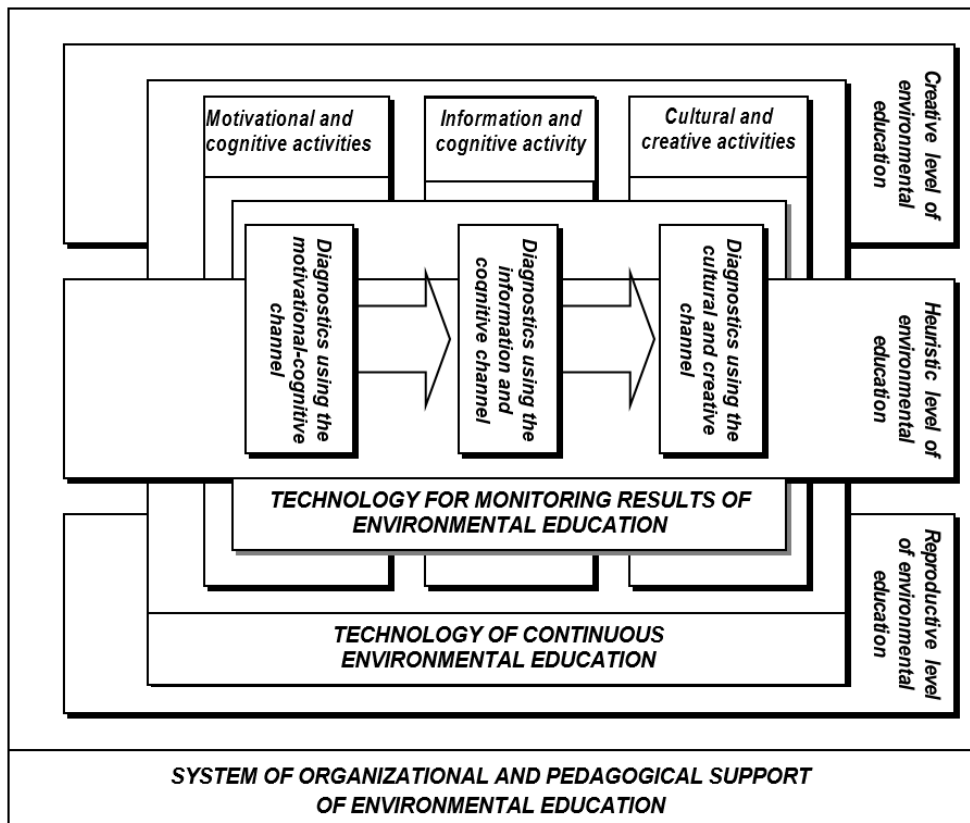 Motivational and
cognitive activities
Information and
cognitive activity
Cultural and
creative activities
Creative level of
environmental
education
Diagnostics using the
motivational-cognitive
channel
Diagnostics using the
information and
cognitive channel
Diagnostics using the
cultural and creative
channel
Heuristic level of
environmental
education
TECHNOLOGY FOR MONITORING RESULTS OF
ENVIRONMENTAL EDUCATION
Reproductive level
of environmental
education
TECHNOLOGY OF CONTINUOUS
ENVIRONMENTAL EDUCATION
SYSTEM OF ORGANIZATIONAL AND PEDAGOGICAL SUPPORT
OF ENVIRONMENTAL EDUCATION